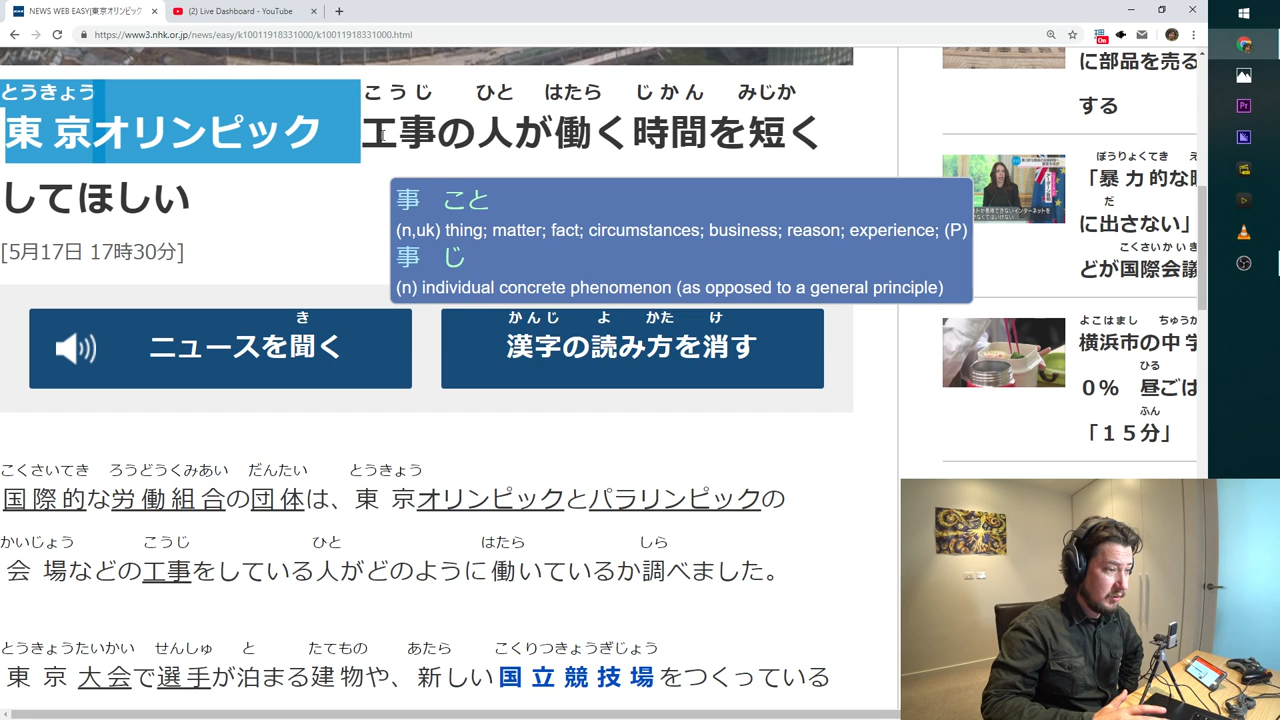 NEWS WEB EASY|東京オリンピック
(2) Live Dashboard - YouTube
https://www3.nhk.or.jp/news/easy/k10011918331000/k10011918331000.html
On
とうきょう こうじ ひと はたら じかん みじか
東京オリンピック 工事の人が働く時間を短く
してほしい
[5月17日 17時30分]
事 こと
(n,uk) thing; matter; fact; circumstances; business; reason; experience; (P)
事 じ
(n) individual concrete phenomenon (as opposed to a general principle)
き
ニュースを聞く
かんじ よ かた け
漢字の読み方を消す
こくさいてき ろうどうくみあい だんたい とうきょう
国際的な労働組合の団体は、東京オリンピックとパラリンピックの
かいじょう こうじ ひと はたら しら
会場などの工事をしている人がどのように働いているか調べました。
とうきょうたいかい せんしゅ と たてもの あたら こくりつきょうぎじょう
東京大会で選手が泊まる建物や、新しい国立競技場をつくっている
に部品を売る
する
ぼうりょくてき え
「暴力的な
だ
に出さない」
こくさいかいぎ
どが国際会議
よこはまし ちゅうが
横浜市の中学
ひる
０％ 昼ごは
ふん
「１５分」
Pr